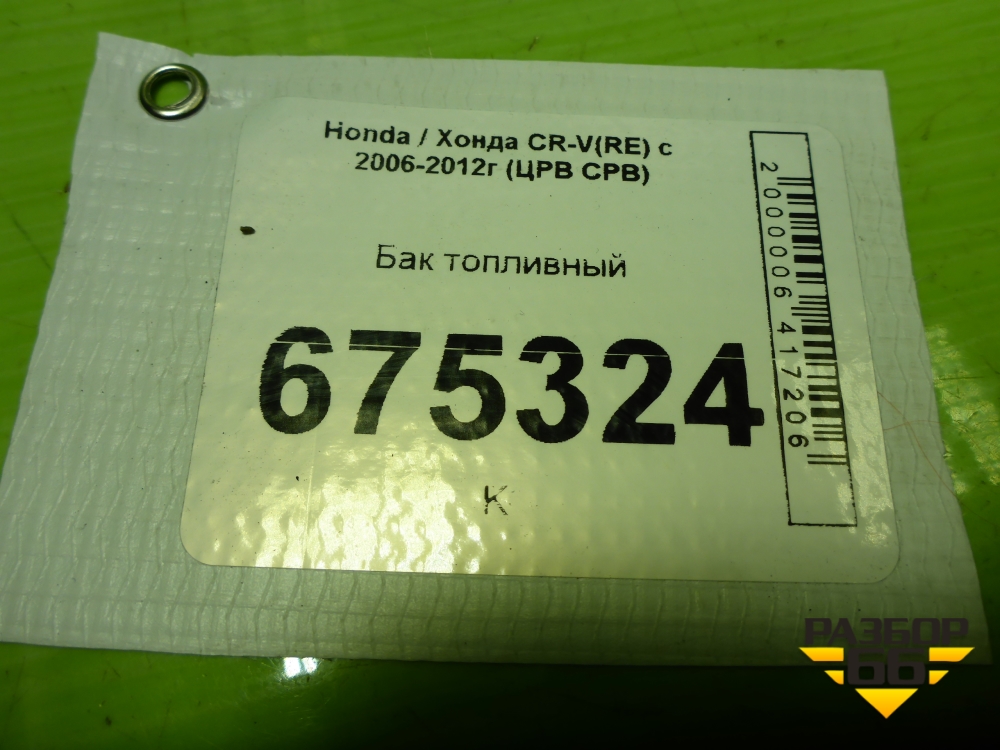 Honda / Хонда CR-V(RE) с
2006-2012г (ЦРВ СРВ)
Бак топливный
675324
К
2000006417206
РАЗБОР
66